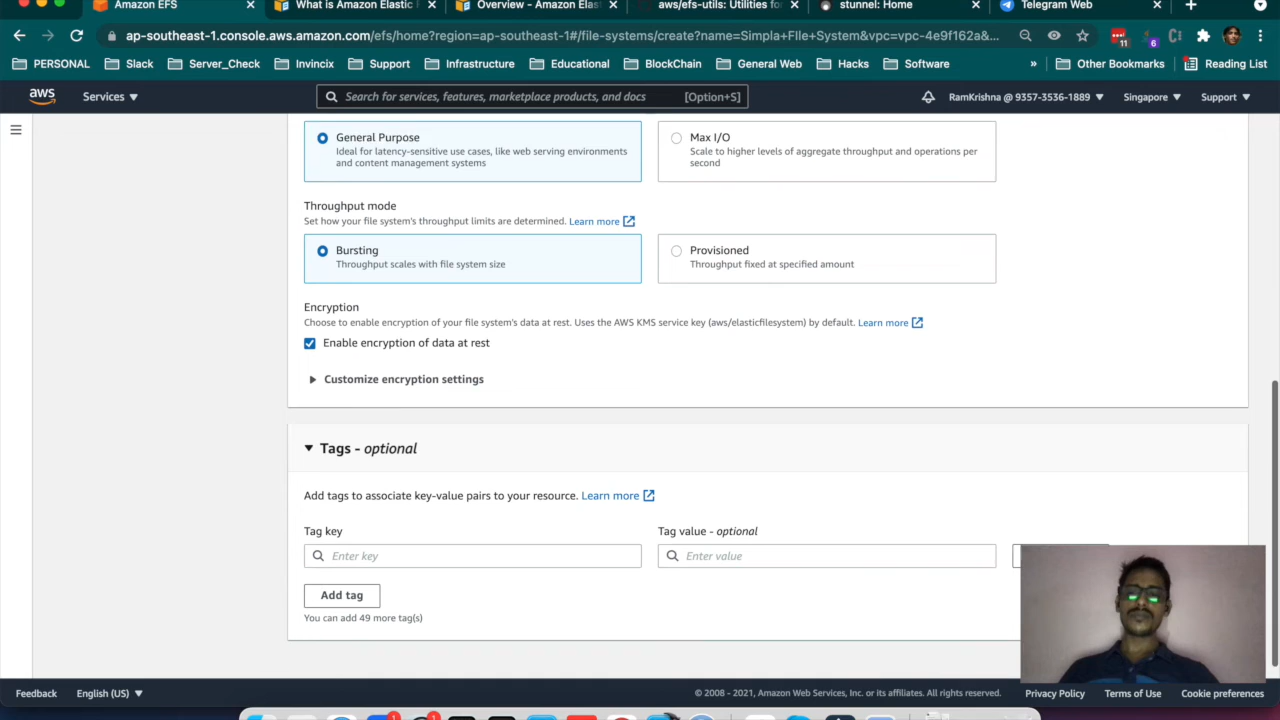 Amazon EFS
What is Amazon Elastic F
Overview - Amazon Elast
aws/efs-utils: Utilities fo
stunnel: Home
Telegram Web
ap-southeast-1.console.aws.amazon.com/efs/home?region=ap-southeast-1#/file-systems/create?name=Simpla+FIle+System&vpc=vpc-4e9f162a&...
11
6
PERSONAL
Slack
Server_Check
Invincix
Support
Infrastructure
Educational
BlockChain
General Web
Hacks
Software
»
Other Bookmarks
Reading List
aws
Services
Search for services, features, marketplace products, and docs
[Option+S]
RamKrishna @ 9357-3536-1889
Singapore
Support
General Purpose
Ideal for latency-sensitive use cases, like web serving environments
and content management systems
Max I/O
Scale to higher levels of aggregate throughput and operations per
second
Throughput mode
Set how your file system's throughput limits are determined. Learn more
Bursting
Throughput scales with file system size
Provisioned
Throughput fixed at specified amount
Encryption
Choose to enable encryption of your file system's data at rest. Uses the AWS KMS service key (aws/elasticfilesystem) by default. Learn more
Enable encryption of data at rest
Customize encryption settings
Tags - optional
Add tags to associate key-value pairs to your resource. Learn more
Tag key
Tag value - optional
Enter key
Enter value
Add tag
You can add 49 more tag(s)
Feedback
English (US)
© 2008 - 2021, Amazon Web Services, Inc. or its affiliates. All rights reserved.
Privacy Policy
Terms of Use
Cookie preferences
1
1